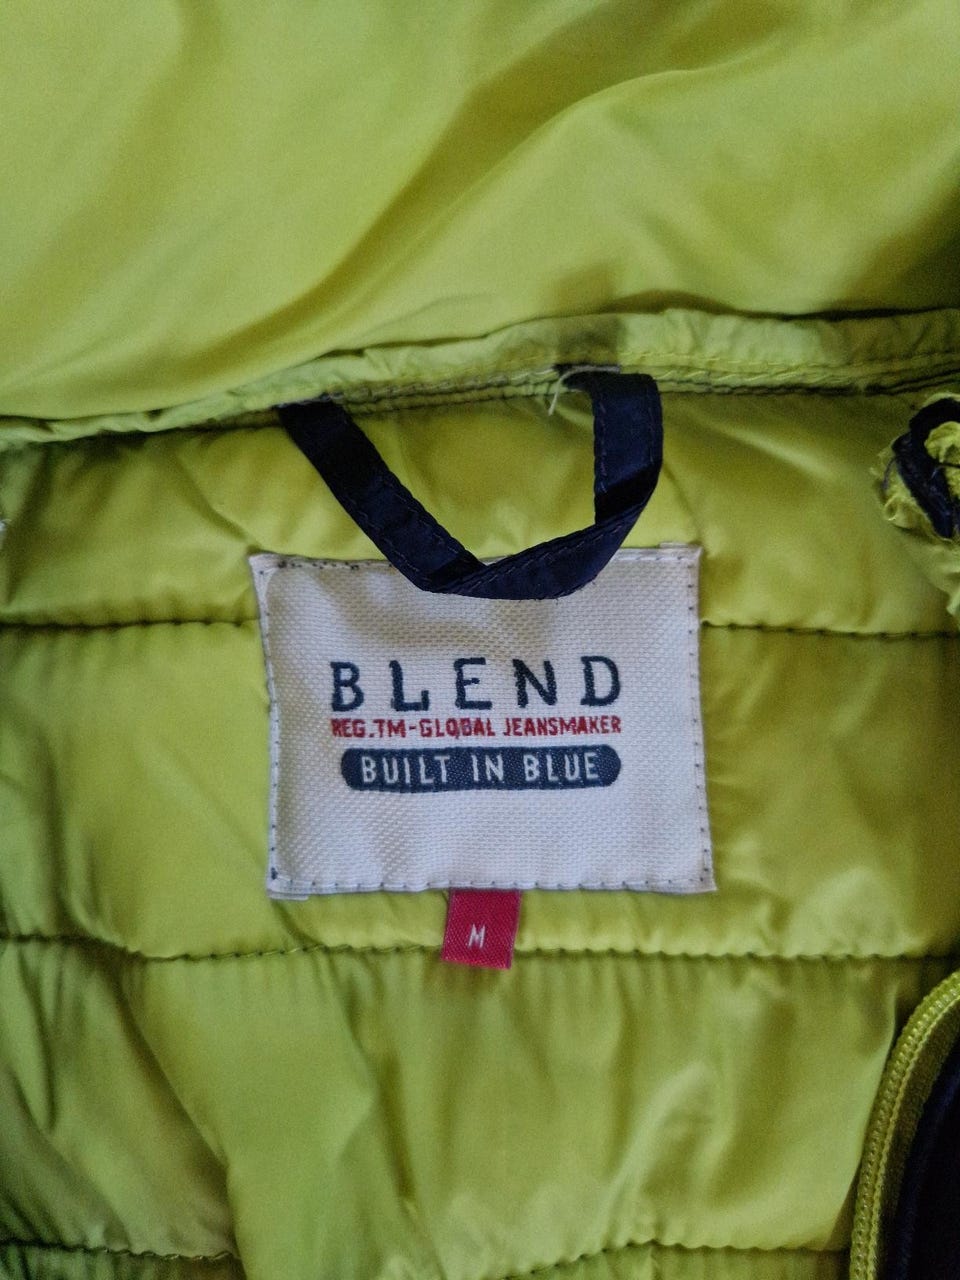 BLEND
REG.TM-GLOBAL JEANSMAKER
BUILT IN BLUE
M